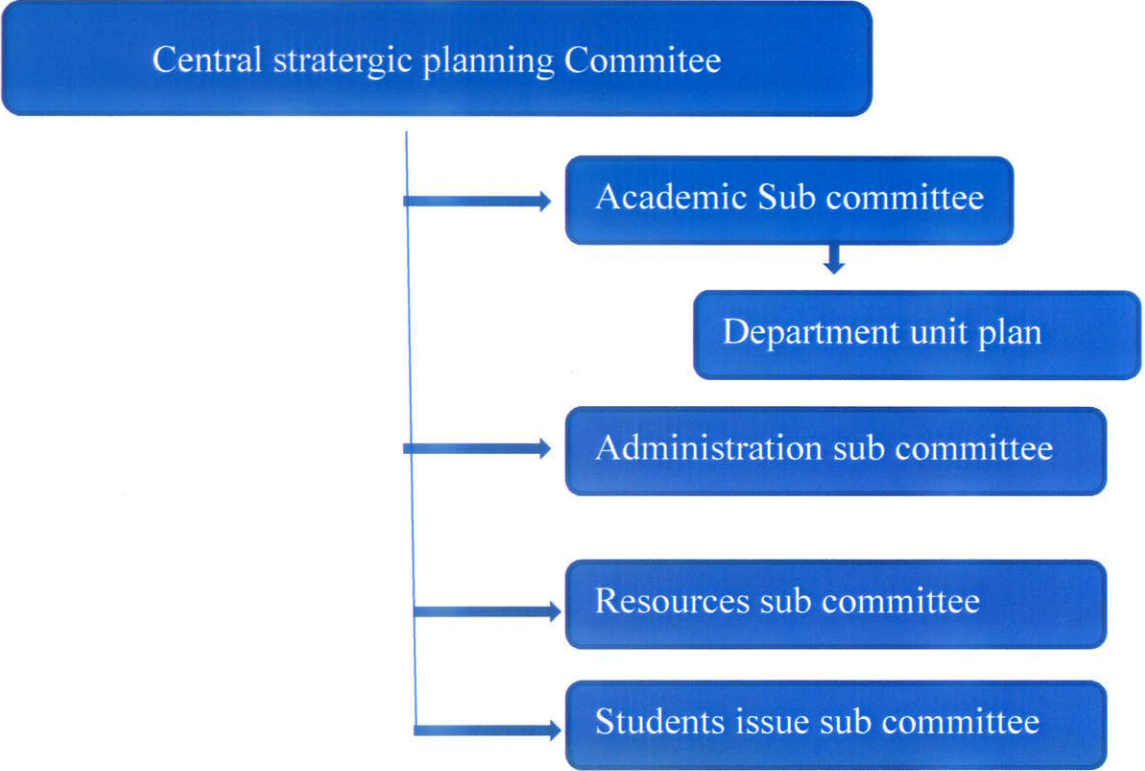 Central stratergic planning Commitee
Academic Sub committee
Department unit plan
Administration sub committee
Resources sub committee
Students issue sub committee